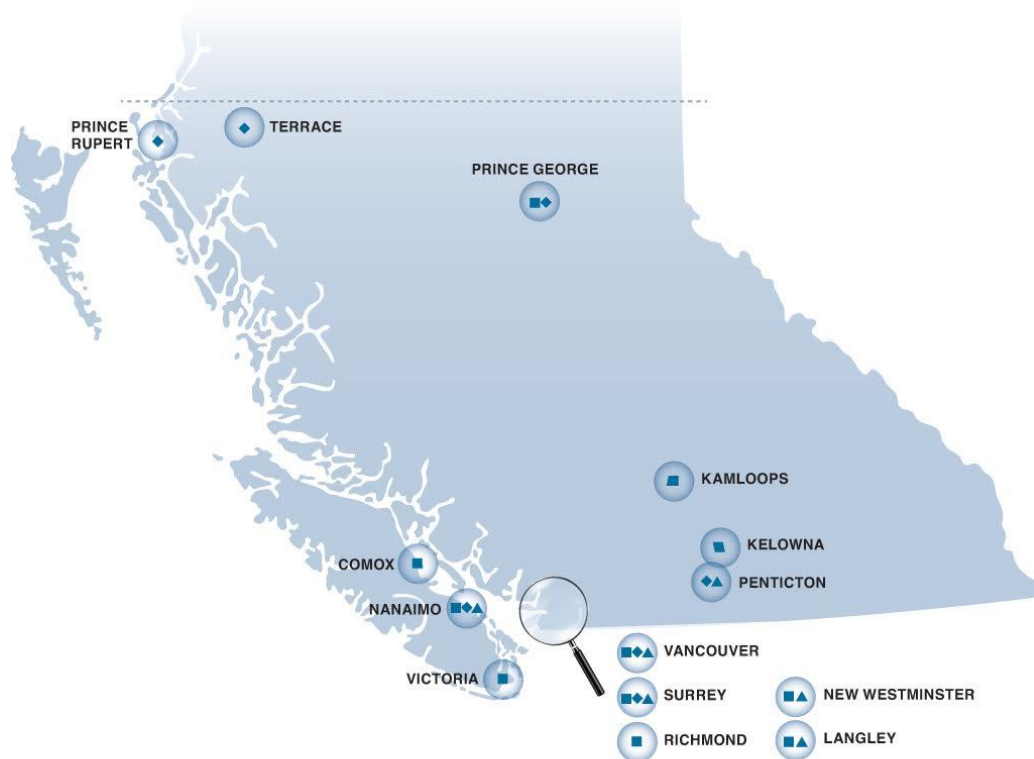 PRINCE
RUPERT
TERRACE
PRINCE GEORGE
KAMLOOPS
KELOWNA
COMOX
PENTICTON
NANAIMO
VANCOUVER
VICTORIA
SURREY
NEW WESTMINSTER
RICHMOND
LANGLEY